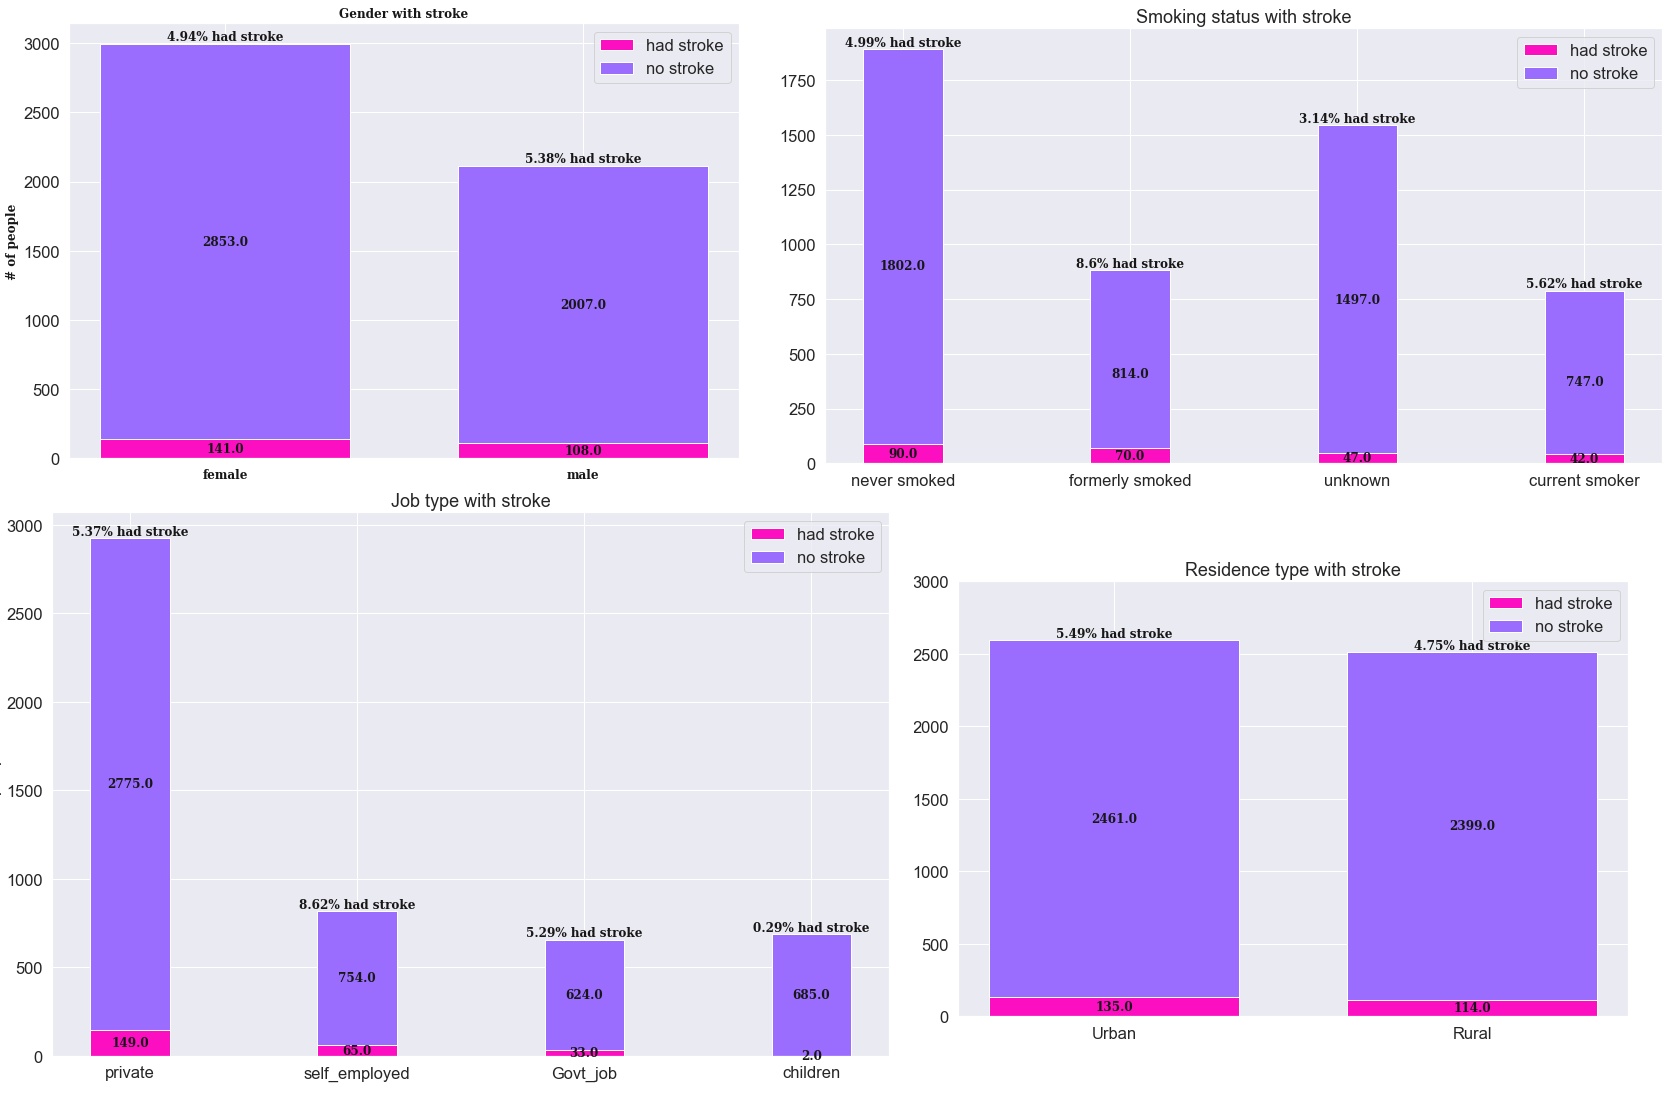 Gender with stroke
4.94% had stroke
5.38% had stroke
had stroke
no stroke
3000
2500
2000
1500
1000
500
0
# of people
2853.0
2007.0
141.0
108.0
female
male
Smoking status with stroke
4.99% had stroke
8.6% had stroke
3.14% had stroke
5.62% had stroke
had stroke
no stroke
1750
1500
1250
1000
750
500
250
0
1802.0
814.0
1497.0
747.0
90.0
70.0
47.0
42.0
never smoked
formerly smoked
unknown
current smoker
Job type with stroke
5.37% had stroke
8.62% had stroke
5.29% had stroke
0.29% had stroke
had stroke
no stroke
3000
2500
2000
1500
1000
500
0
2775.0
754.0
624.0
685.0
149.0
65.0
33.0
2.0
private
self_employed
Govt_job
children
Residence type with stroke
5.49% had stroke
4.75% had stroke
had stroke
no stroke
3000
2500
2000
1500
1000
500
0
2461.0
2399.0
135.0
114.0
Urban
Rural